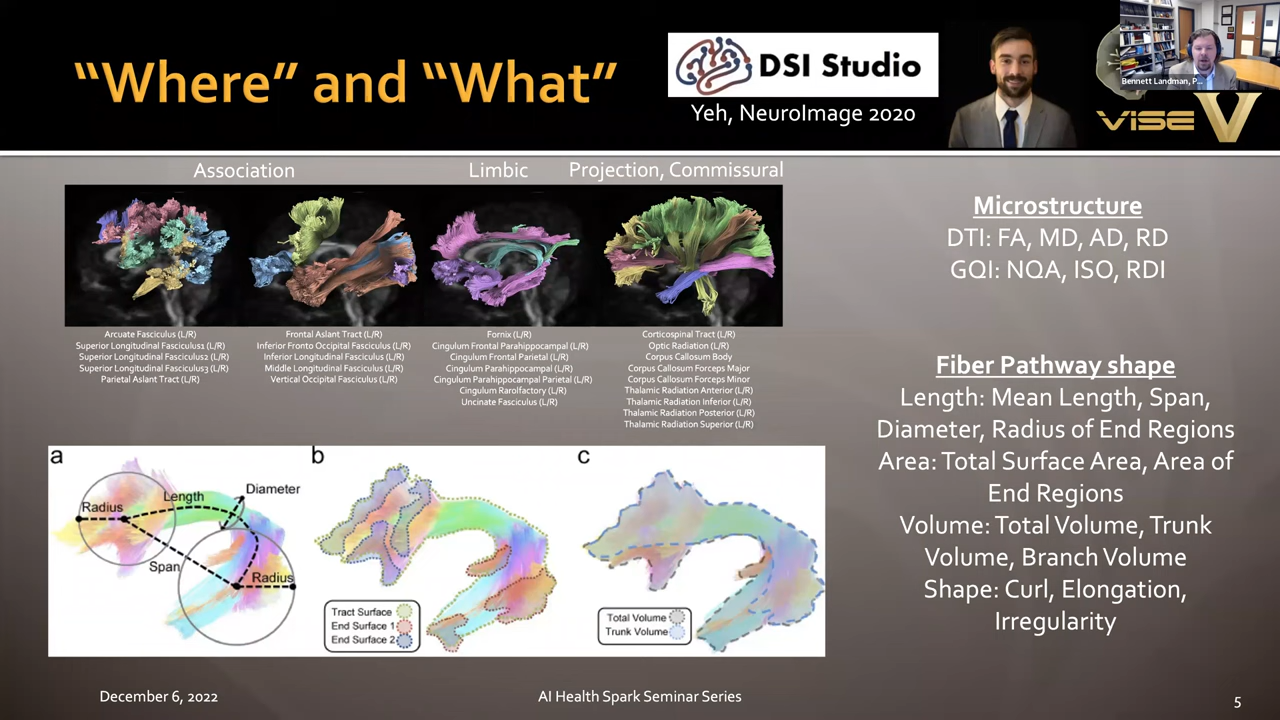 “Where” and “What”
DSI Studio
Yeh, NeuroImage 2020
Bennett Landman, P...
VISE V
Association
Limbic
Projection, Commissural
Arcuate Fasciculus (L/R)
Superior Longitudinal Fasciculus1 (L/R)
Superior Longitudinal Fasciculus2 (L/R)
Superior Longitudinal Fasciculus3 (L/R)
Parietal Aslant Tract (L/R)
Frontal Aslant Tract (L/R)
Inferior Fronto Occipital Fasciculus (L/R)
Inferior Longitudinal Fasciculus (L/R)
Middle Longitudinal Fasciculus (L/R)
Vertical Occipital Fasciculus (L/R)
Fornix (L/R)
Cingulum Frontal Parahippocampal (L/R)
Cingulum Frontal Parietal (L/R)
Cingulum Parahippocampal (L/R)
Cingulum Parahippocampal Parietal (L/R)
Cingulum Rarolfactory (L/R)
Uncinate Fasciculus (L/R)
Corticospinal Tract (L/R)
Optic Radiation (L/R)
Corpus Callosum Body
Corpus Callosum Forceps Major
Corpus Callosum Forceps Minor
Thalamic Radiation Anterior (L/R)
Thalamic Radiation Inferior (L/R)
Thalamic Radiation Posterior (L/R)
Thalamic Radiation Superior (L/R)
Microstructure
DTI: FA, MD, AD, RD
GQI: NQA, ISO, RDI
Fiber Pathway shape
Length: Mean Length, Span,
Diameter, Radius of End Regions
Area: Total Surface Area, Area of
End Regions
Volume: Total Volume, Trunk
Volume, Branch Volume
Shape: Curl, Elongation,
Irregularity
a
Radius
Length
Diameter
Span
Radius
b
Tract Surface
End Surface 1
End Surface 2
c
Total Volume
Trunk Volume
December 6, 2022
AI Health Spark Seminar Series
5